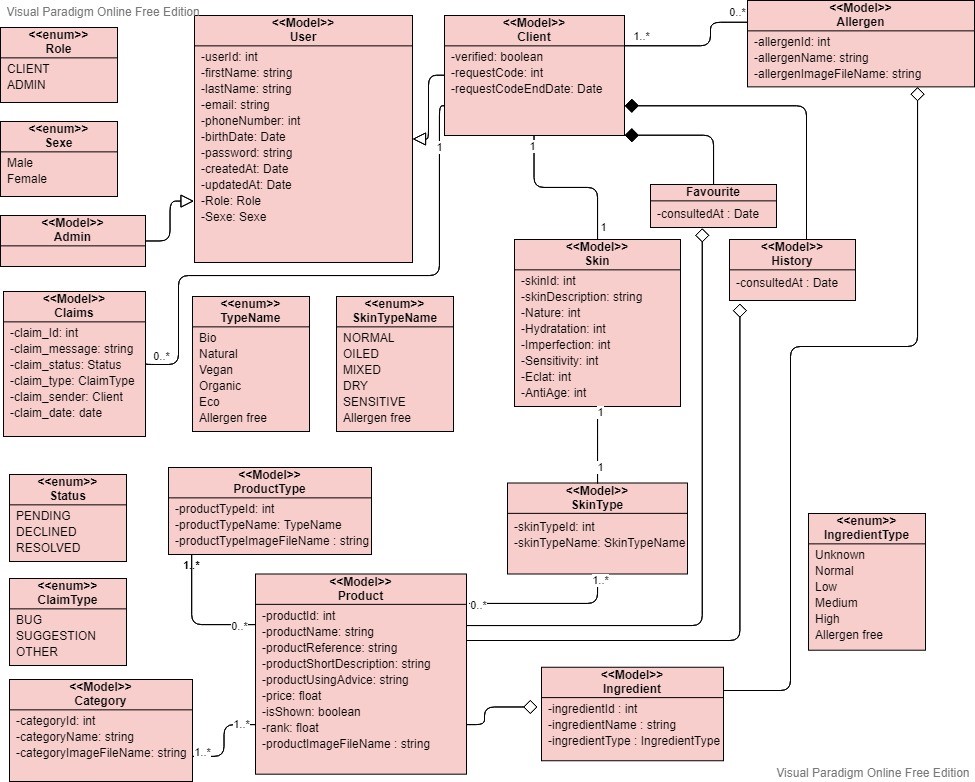 Visual Paradigm Online Free Edition
<<enum>>
Role
CLIENT
ADMIN
<<enum>>
Sexe
Male
Female
<<Model>>
Admin
<<Model>>
User
-userId: int
-firstName: string
-lastName: string
-email: string
-phoneNumber: int
-birthDate: Date
-password: string
-createdAt: Date
-updatedAt: Date
-Role: Role
-Sexe: Sexe
<<Model>>
Client
-verified: boolean
-requestCode: int
-requestCodeEndDate: Date
1..*
0..*
<<Model>>
Allergen
-allergenId: int
-allergenName: string
-allergenImageFileName: string
1
1
Favourite
-consultedAt : Date
1
<<Model>>
Skin
-skinId: int
-skinDescription: string
-Nature: int
-Hydratation: int
-Imperfection: int
-Sensitivity: int
-Eclat: int
-AntiAge: int
<<Model>>
History
-consultedAt : Date
<<Model>>
Claims
-claim_Id: int
-claim_message: string
-claim_status: Status
-claim_type: ClaimType
-claim_sender: Client
-claim_date: date
0..*
<<enum>>
TypeName
Bio
Natural
Vegan
Organic
Eco
Allergen free
<<enum>>
SkinTypeName
NORMAL
OILED
MIXED
DRY
SENSITIVE
Allergen free
1
1
<<enum>>
Status
PENDING
DECLINED
RESOLVED
<<Model>>
ProductType
-productTypeId: int
-productTypeName: TypeName
-productTypeImageFileName : string
1..*
0..*
<<Model>>
SkinType
-skinTypeId: int
-skinTypeName: SkinTypeName
1..*
0..*
<<enum>>
IngredientType
Unknown
Normal
Low
Medium
High
Allergen free
<<enum>>
ClaimType
BUG
SUGGESTION
OTHER
<<Model>>
Product
-productId: int
-productName: string
-productReference: string
-productShortDescription: string
-productUsingAdvice: string
-price: float
-isShown: boolean
-rank: float
-productImageFileName : string
<<Model>>
Category
-categoryId: int
-categoryName: string
-categoryImageFileName: string
1..*
1..*
<<Model>>
Ingredient
-ingredientId : int
-ingredientName : string
-ingredientType : IngredientType
Visual Paradigm Online Free Edition